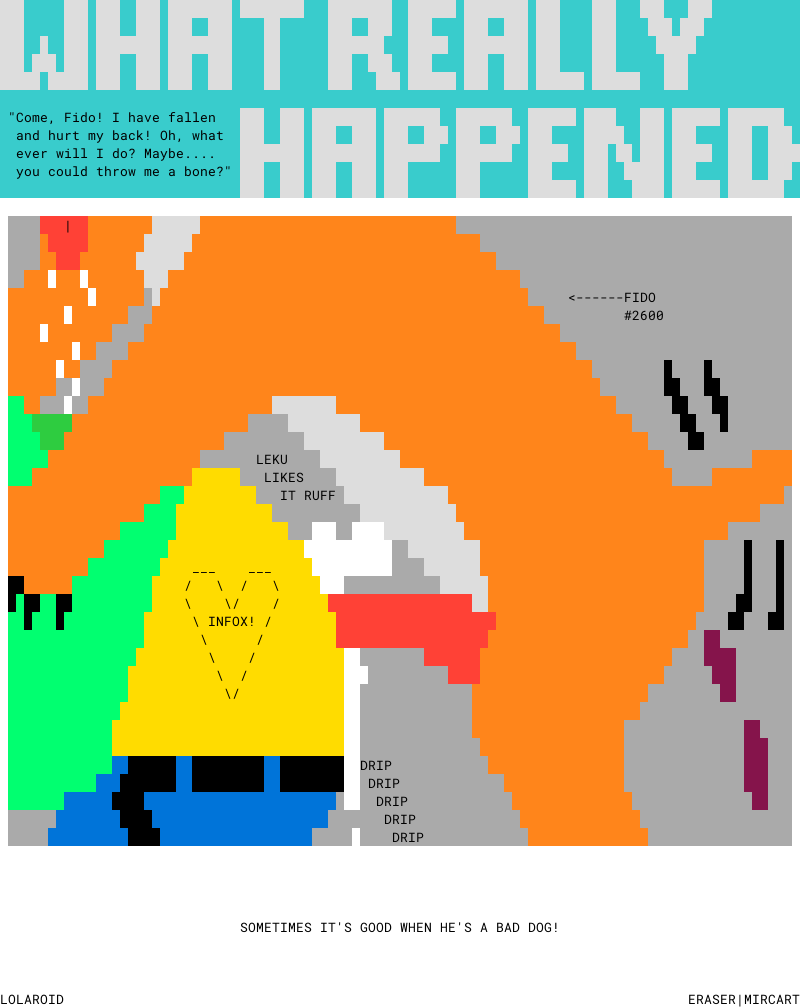 WHAT REALLY
HAPPENED
"Come, Fido! I have fallen
and hurt my back! Oh, what
ever will I do? Maybe....
you could throw me a bone?"
<------FIDO
#2600
LEKU
LIKES
IT RUFF
INFOX!
DRIP
DRIP
DRIP
DRIP
DRIP
SOMETIMES IT'S GOOD WHEN HE'S A BAD DOG!
LOLAROID
ERASER|MIRCART